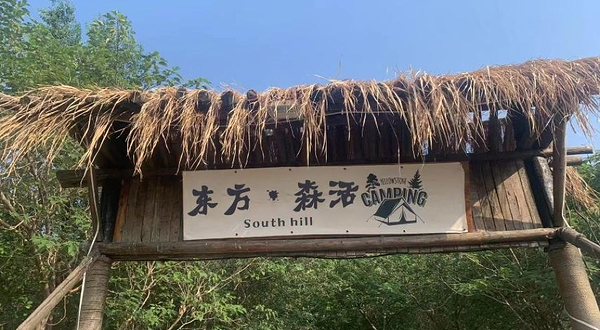 东方·森活
South hill
YELLOWSTONE
CAMPING